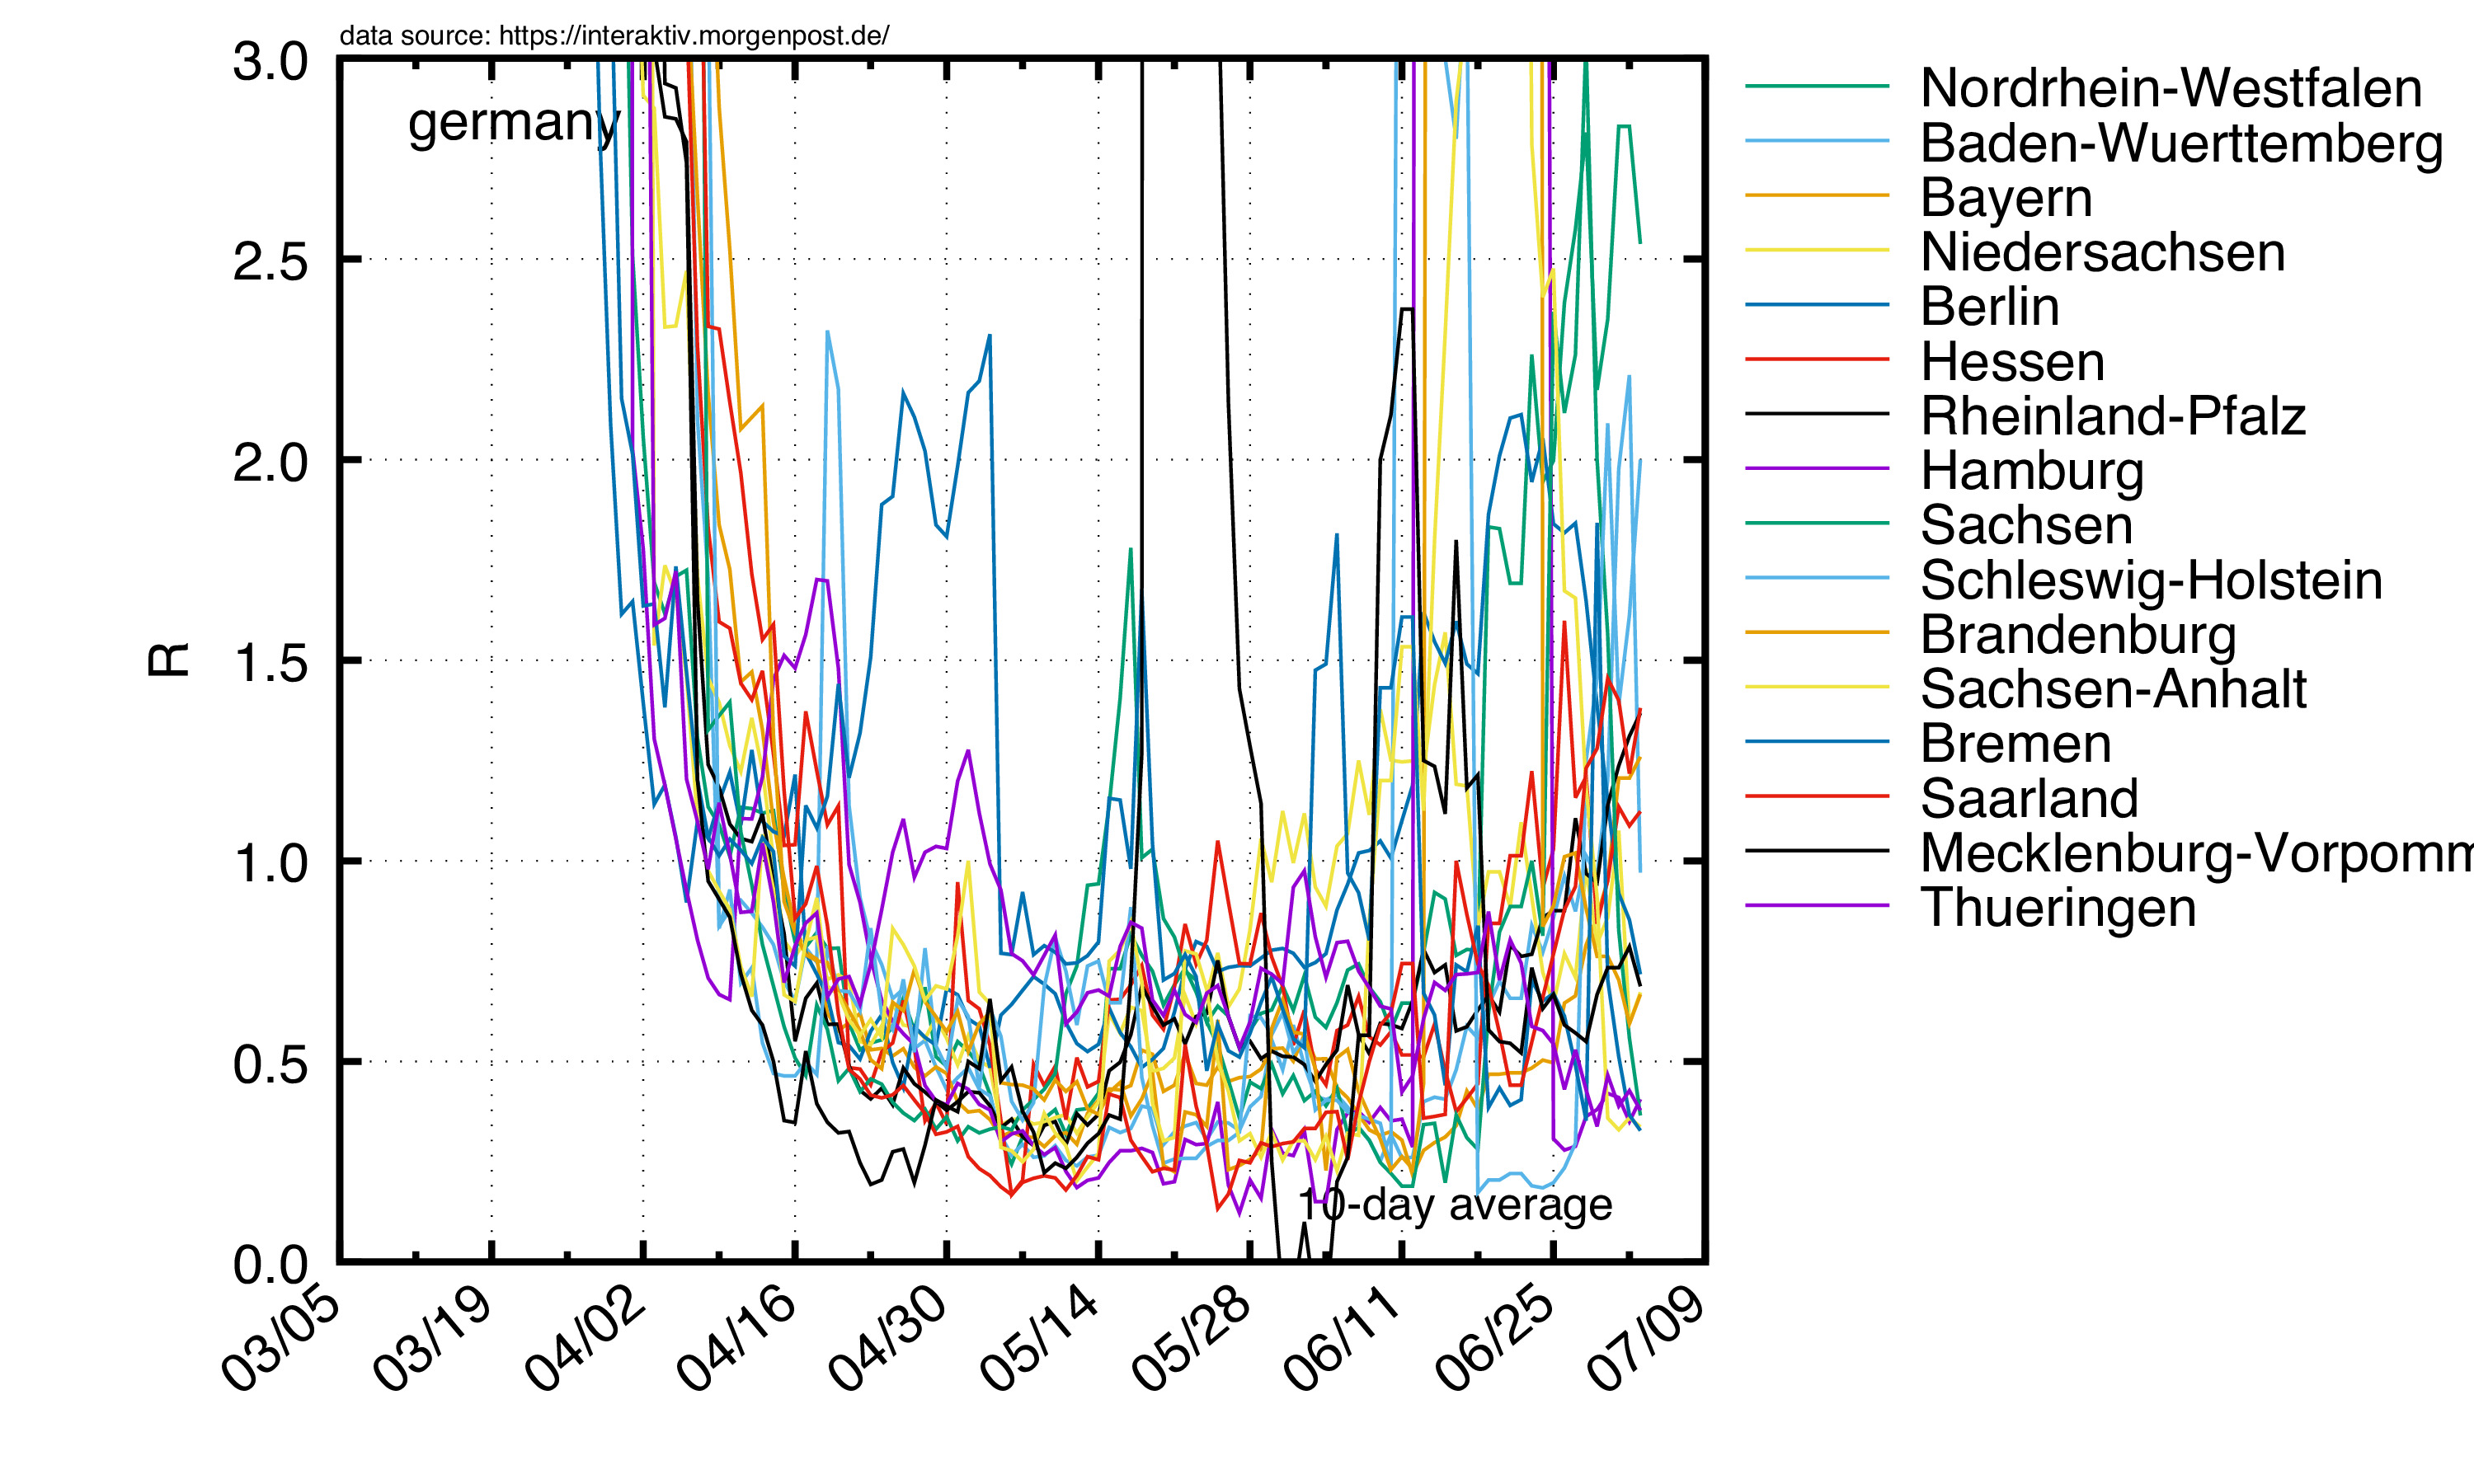 data source: https://interaktiv.morgenpost.de/
3.0
2.5
2.0
1.5
1.0
0.5
0.0
R
germany
10-day average
03/05
03/19
04/02
04/16
04/30
05/14
05/28
06/11
06/25
07/09
Nordrhein-Westfalen
Baden-Wuerttemberg
Bayern
Niedersachsen
Berlin
Hessen
Rheinland-Pfalz
Hamburg
Sachsen
Schleswig-Holstein
Brandenburg
Sachsen-Anhalt
Bremen
Saarland
Mecklenburg-Vorpomm
Thueringen